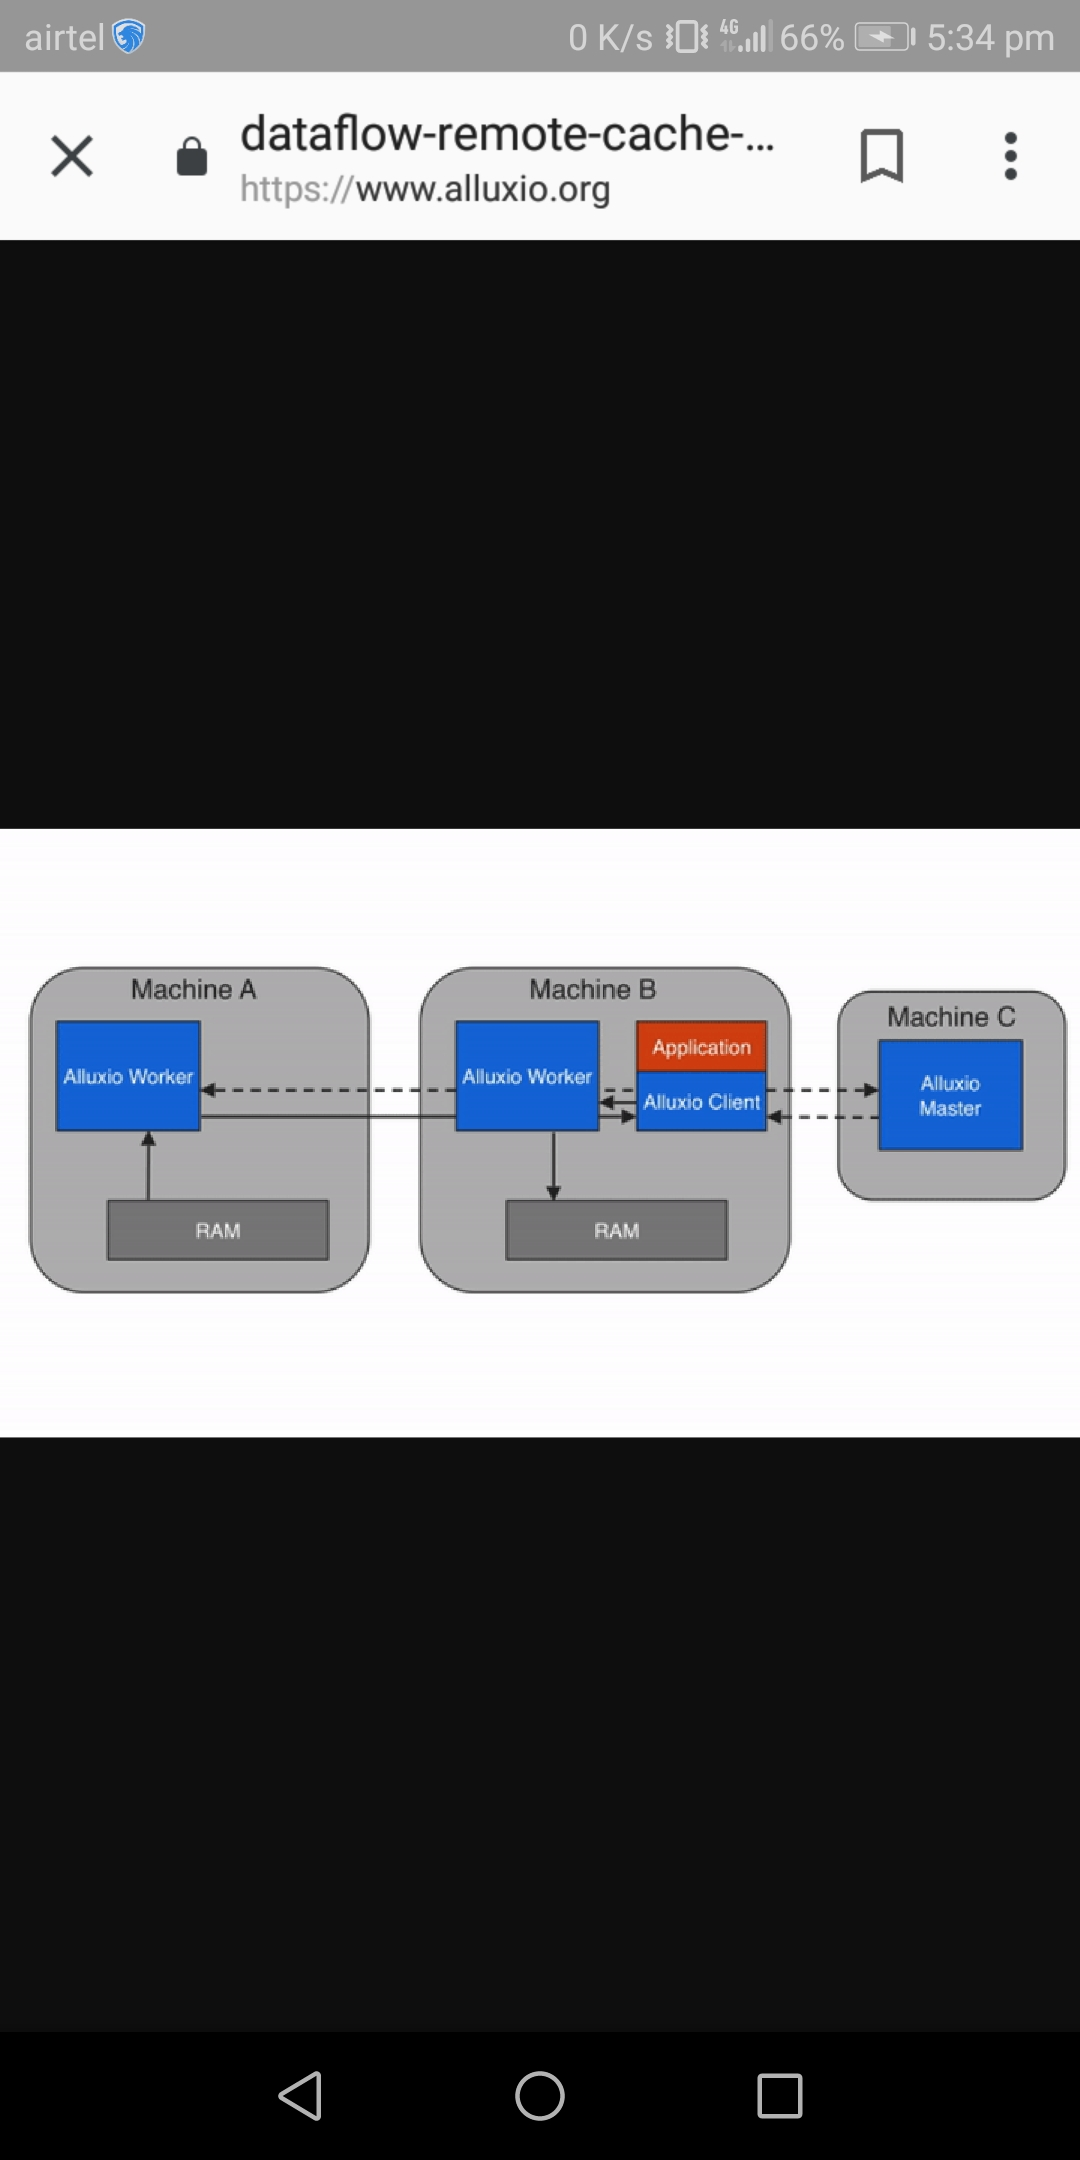 airtel 0 K/s 4G 66% 5:34 pm
dataflow-remote-cache-...
https://www.alluxio.org
Machine A
Alluxio Worker
RAM
Machine B
Alluxio Worker
Application
Alluxio Client
RAM
Machine C
Alluxio
Master